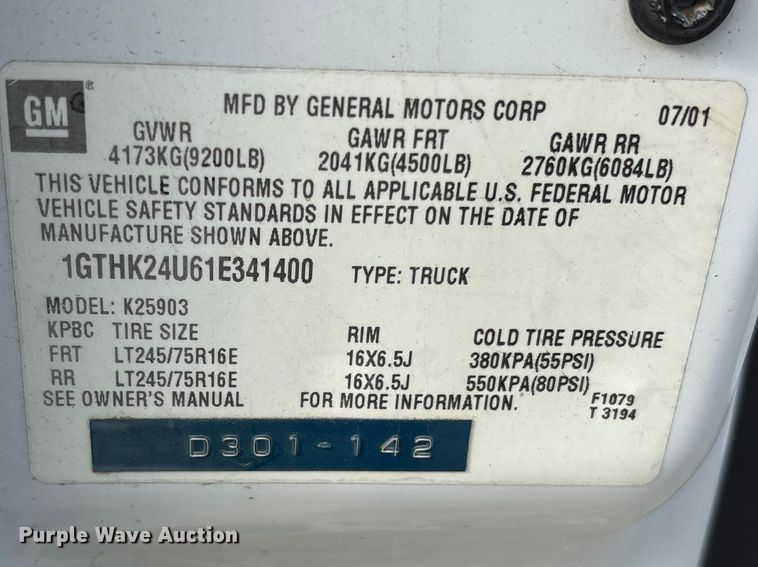 GM ®
MFD BY GENERAL MOTORS CORP 07/01
GVWR GAWR FRT GAWR RR
4173KG(9200LB) 2041KG(4500LB) 2760KG(6084LB)
THIS VEHICLE CONFORMS TO ALL APPLICABLE U.S. FEDERAL MOTOR
VEHICLE SAFETY STANDARDS IN EFFECT ON THE DATE OF
MANUFACTURE SHOWN ABOVE.
1GTHK24U61E341400 TYPE: TRUCK
MODEL: K25903
KPBC TIRE SIZE RIM COLD TIRE PRESSURE
FRT LT245/75R16E 16X6.5J 380KPA(55PSI)
RR LT245/75R16E 16X6.5J 550KPA(80PSI)
SEE OWNER'S MANUAL FOR MORE INFORMATION. F1079
T 3194
D301-142
Purple Wave Auction